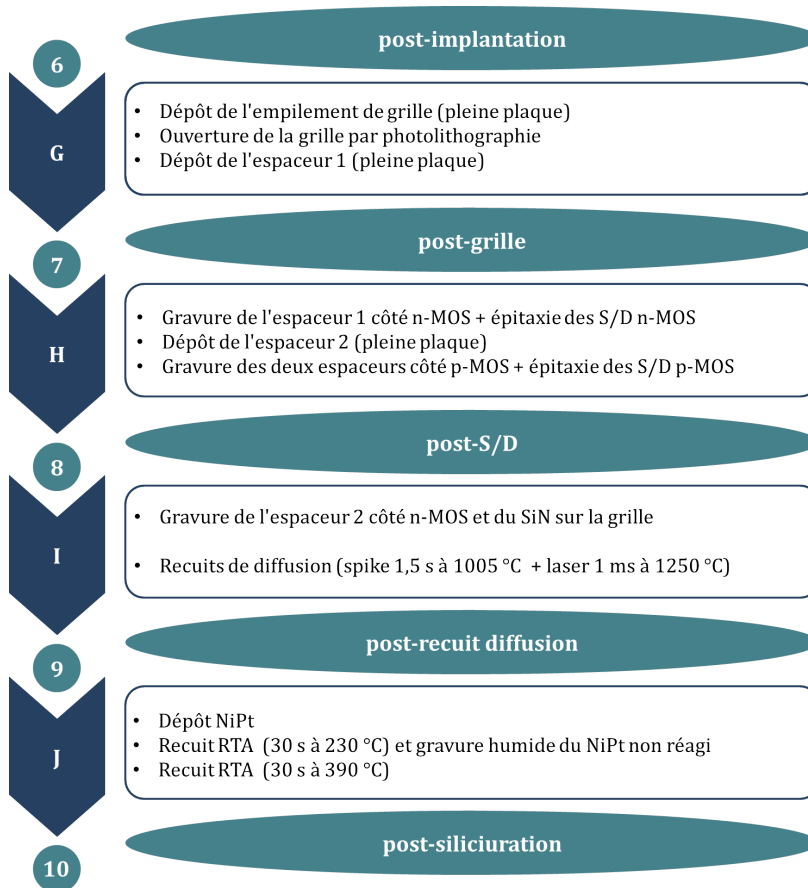 post-implantation
6
G
• Dépôt de l'empilement de grille (pleine plaque)
• Ouverture de la grille par photolithographie
• Dépôt de l'espaceur 1 (pleine plaque)
post-grille
7
H
• Gravure de l'espaceur 1 côté n-MOS + épitaxie des S/D n-MOS
• Dépôt de l'espaceur 2 (pleine plaque)
• Gravure des deux espaceurs côté p-MOS + épitaxie des S/D p-MOS
post-S/D
8
I
• Gravure de l'espaceur 2 côté n-MOS et du SiN sur la grille
• Recuits de diffusion (spike 1,5 s à 1005 °C + laser 1 ms à 1250 °C)
post-recuit diffusion
9
J
• Dépôt NiPt
• Recuit RTA (30 s à 230 °C) et gravure humide du NiPt non réagi
• Recuit RTA (30 s à 390 °C)
post-siliciuration
10